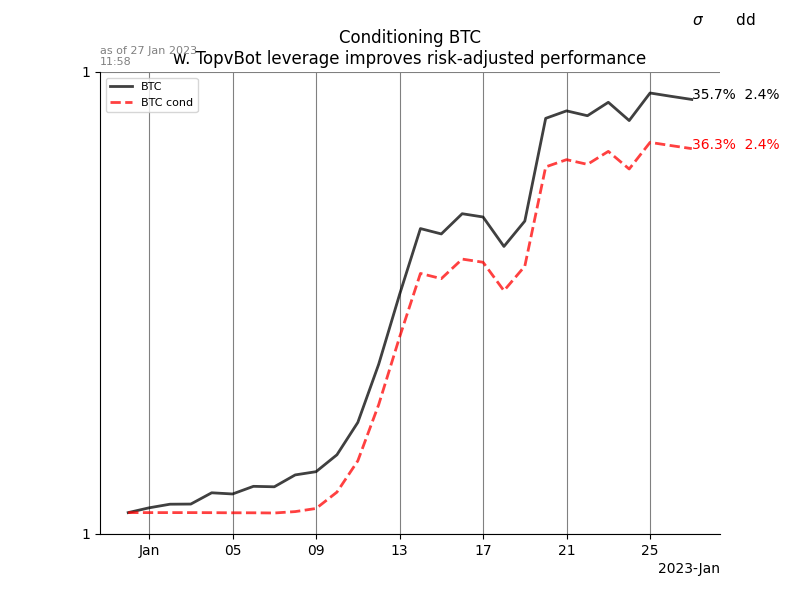 σ dd
Conditioning BTC
as of 27 Jan 2023
w. TopvBot leverage improves risk-adjusted performance
11:58
1
BTC
BTC cond
35.7% 2.4%
36.3% 2.4%
1
Jan 05 09 13 17 21 25
2023-Jan